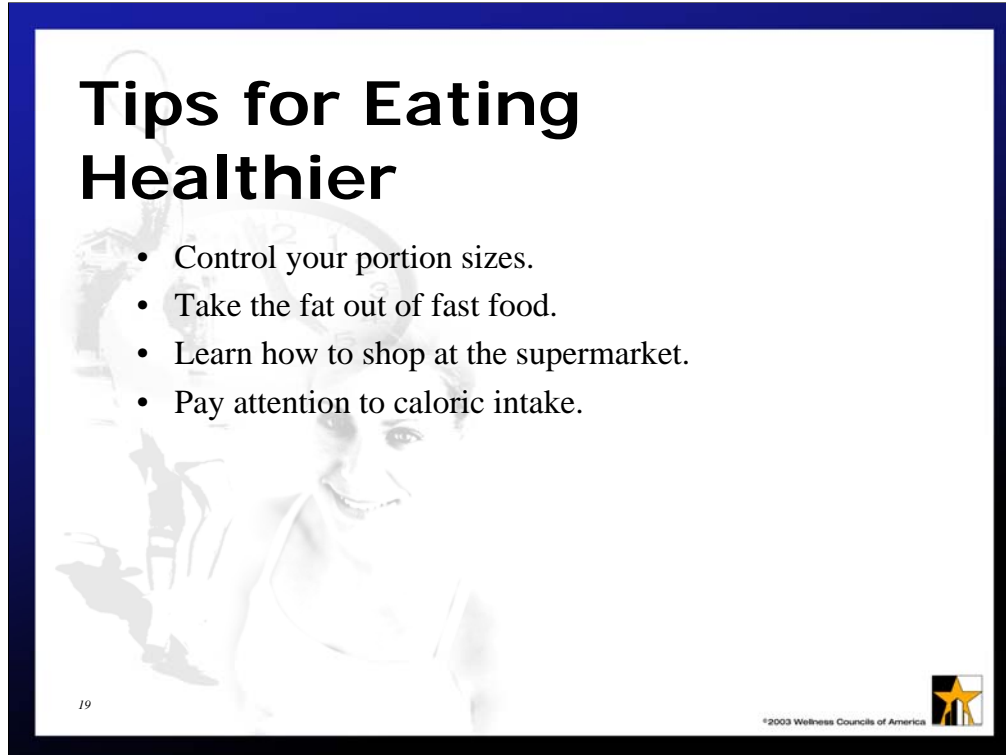 Tips for Eating
Healthier
• Control your portion sizes.
• Take the fat out of fast food.
• Learn how to shop at the supermarket.
• Pay attention to caloric intake.
19
©2003 Wellness Councils of America